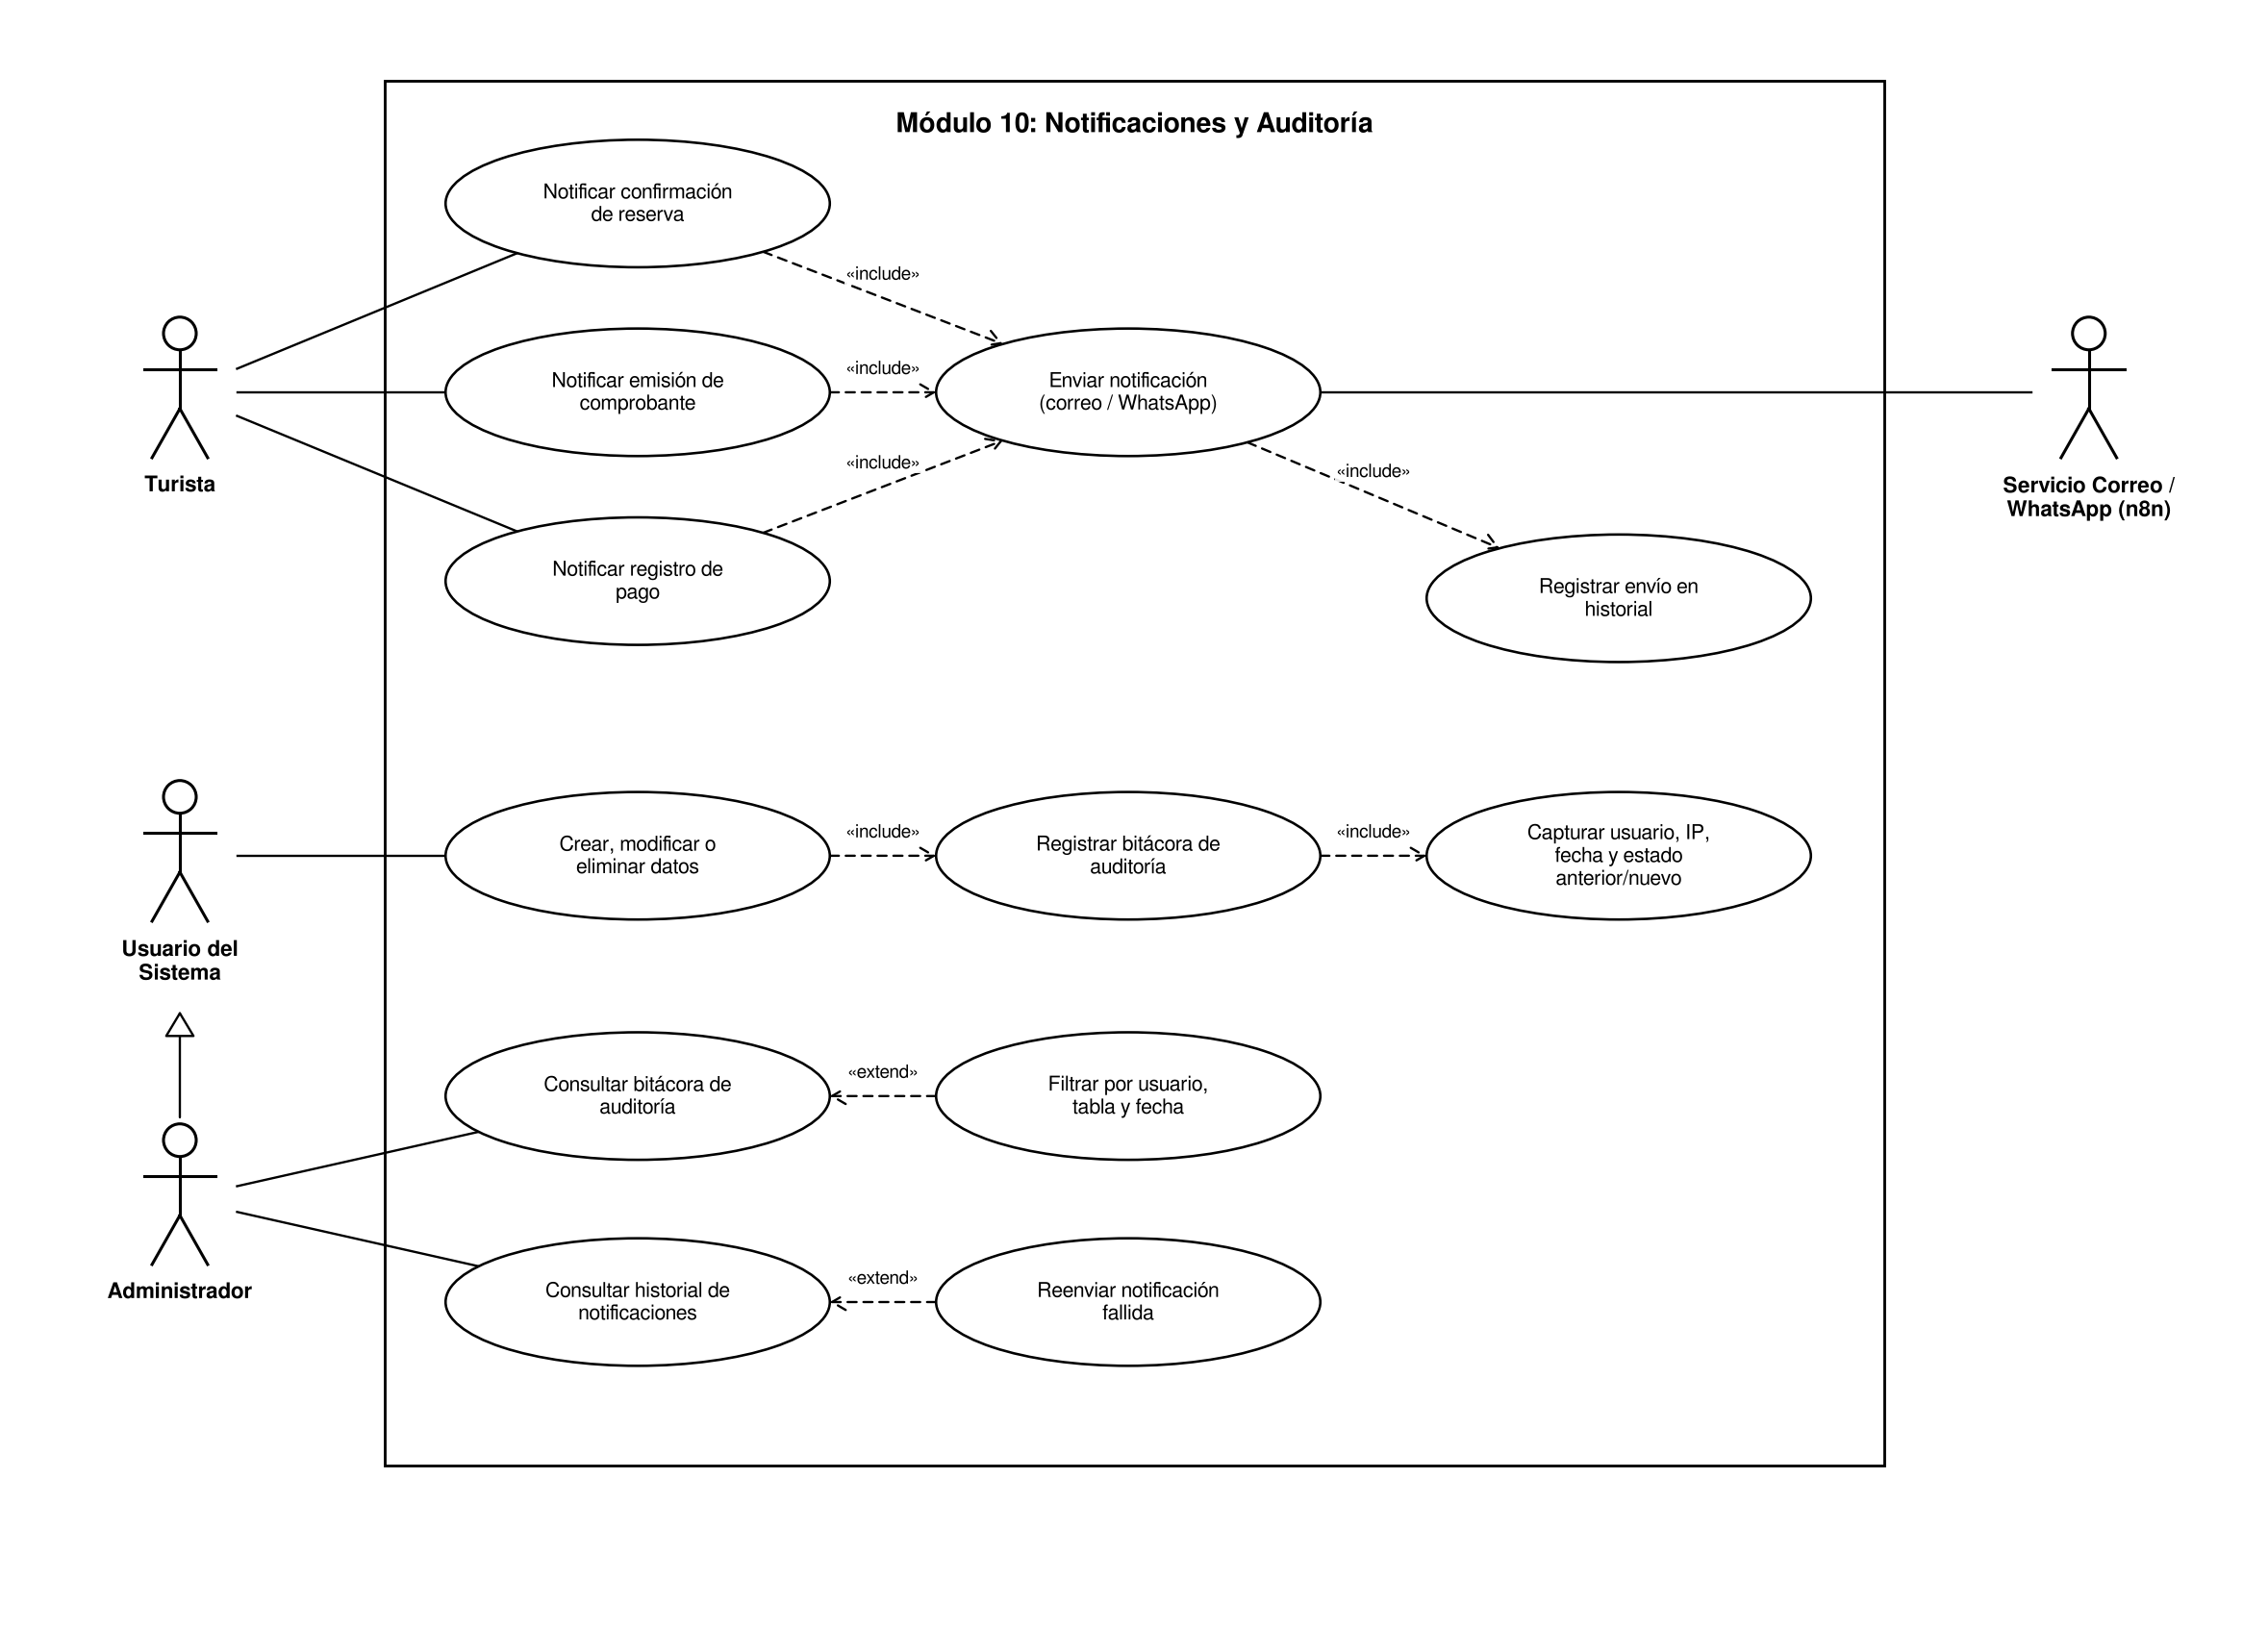 Módulo 10: Notificaciones y Auditoría
Notificar confirmación
de reserva
«include»
Turista
Notificar emisión de
comprobante
«include»
Enviar notificación
(correo / WhatsApp)
Servicio Correo /
WhatsApp (n8n)
«include»
«include»
Notificar registro de
pago
Registrar envío en
historial
Usuario del
Sistema
Crear, modificar o
eliminar datos
«include»
Registrar bitácora de
auditoría
«include»
Capturar usuario, IP,
fecha y estado
anterior/nuevo
Consultar bitácora de
auditoría
«extend»
Filtrar por usuario,
tabla y fecha
Administrador
Consultar historial de
notificaciones
«extend»
Reenviar notificación
fallida